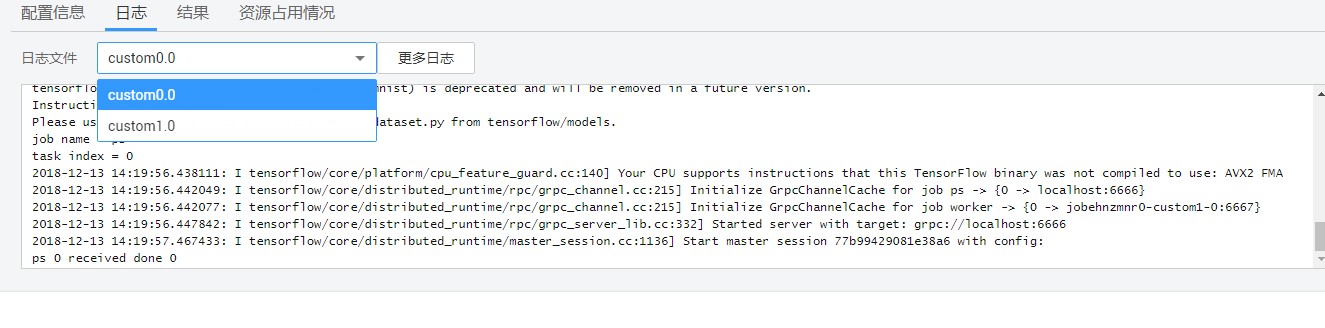 配置信息 日志 结果 资源占用情况
日志文件 custom0.0 更多日志
custom0.0
custom1.0
tensorflo nist) is deprecated and will be removed in a future version.
Instructi
Please us dataset.py from tensorflow/models.
job name
task index = 0
2018-12-13 14:19:56.438111: I tensorflow/core/platform/cpu_feature_guard.cc:140] Your CPU supports instructions that this TensorFlow binary was not compiled to use: AVX2 FMA
2018-12-13 14:19:56.442049: I tensorflow/core/distributed_runtime/rpc/grpc_channel.cc:215] Initialize GrpcChannelCache for job ps -> {0 -> localhost:6666}
2018-12-13 14:19:56.442077: I tensorflow/core/distributed_runtime/rpc/grpc_channel.cc:215] Initialize GrpcChannelCache for job worker -> {0 -> jobehnzmnr0-custom1-0:6667}
2018-12-13 14:19:56.447842: I tensorflow/core/distributed_runtime/rpc/grpc_server_lib.cc:332] Started server with target: grpc://localhost:6666
2018-12-13 14:19:57.467433: I tensorflow/core/distributed_runtime/master_session.cc:1136] Start master session 77b99429081e38a6 with config:
ps 0 received done 0